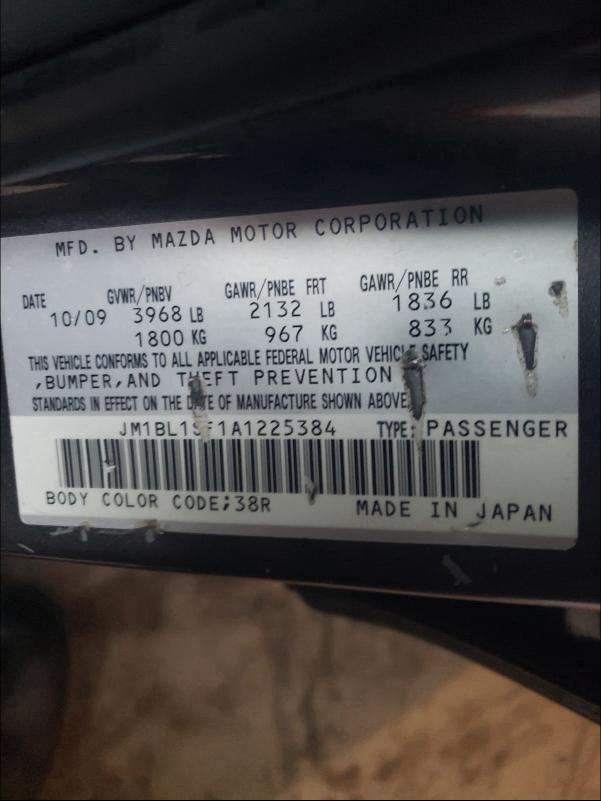 MFD. BY MAZDA MOTOR CORPORATION
DATE GVWR/PNBV GAWR/PNBE FRT GAWR/PNBE RR
10/09 3968 LB 2132 LB 1836 LB
1800 KG 967 KG 833 KG
THIS VEHICLE CONFORMS TO ALL APPLICABLE FEDERAL MOTOR VEHICLE SAFETY
,BUMPER,AND THEFT PREVENTION
STANDARDS IN EFFECT ON THE DATE OF MANUFACTURE SHOWN ABOVE.
TYPE: PASSENGER
BODY COLOR CODE;38R MADE IN JAPAN